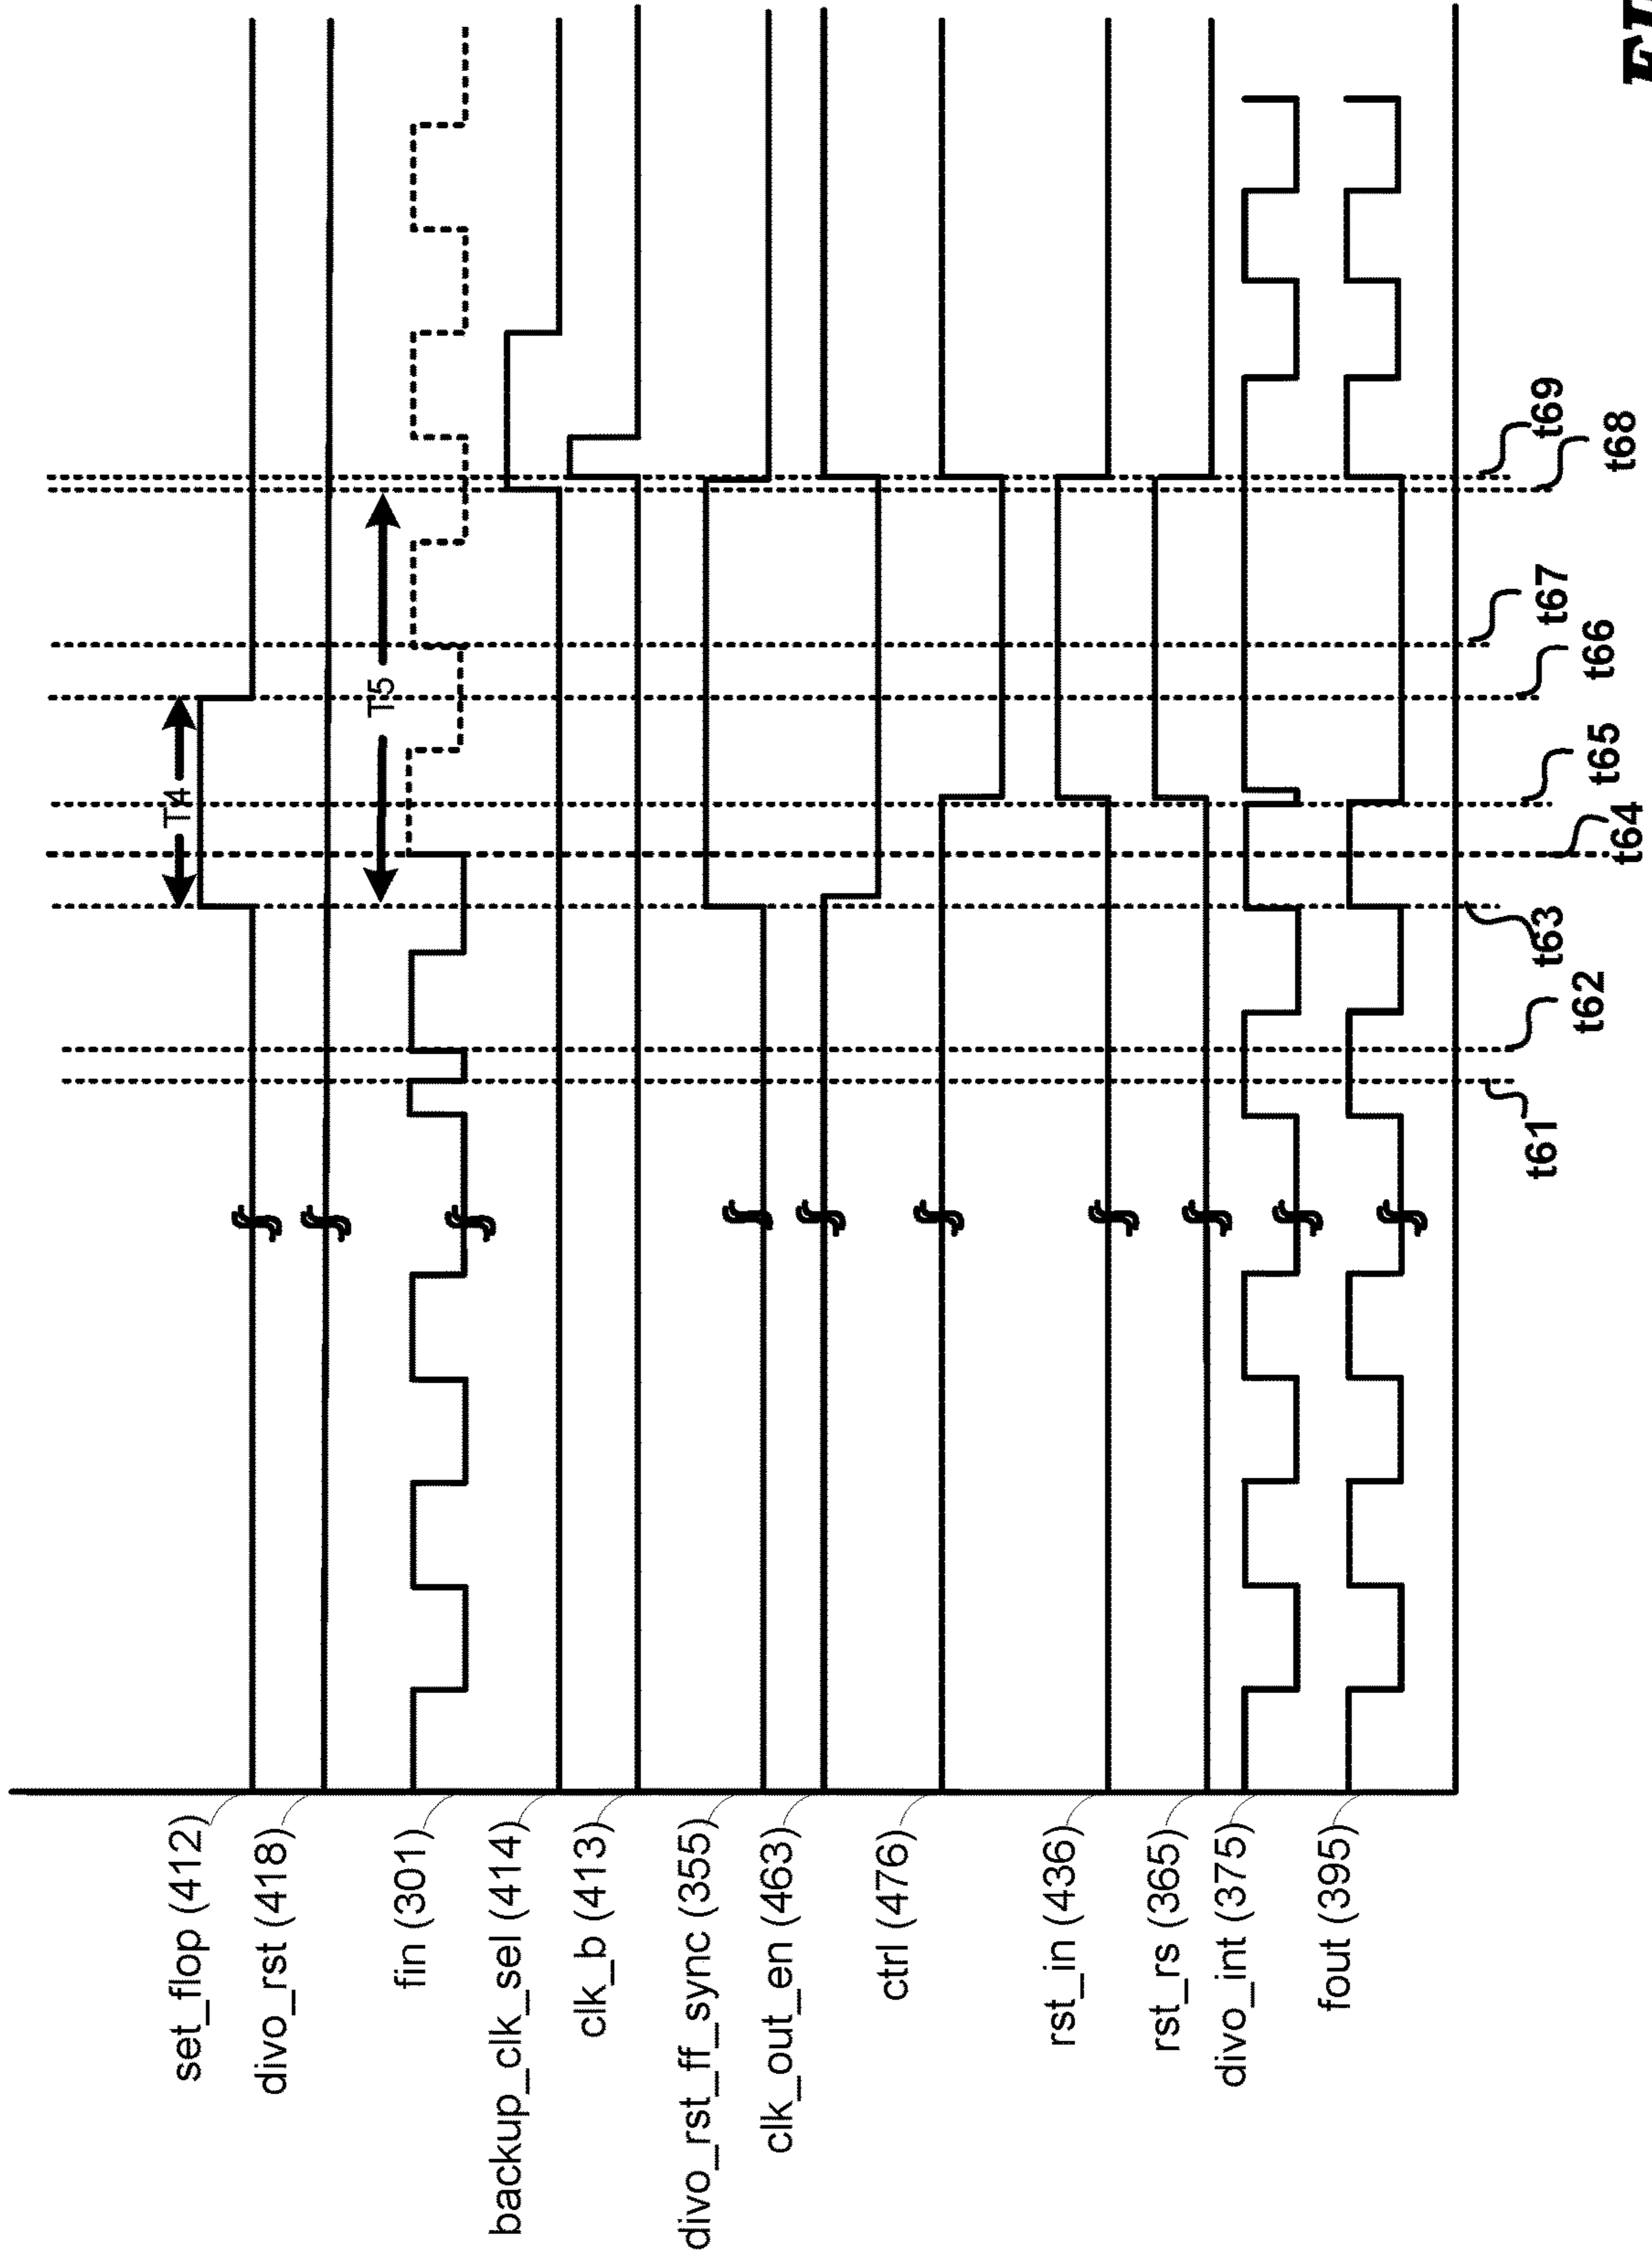 set_flop (412)
divo_rst (418)
fin (301)
backup_clk_sel (414)
clk_b (413)
divo_rst_ff_sync (355)
clk_out_en (463)
ctrl (476)
rst_in (436)
rst_rs (365)
divo_int (375)
fout (395)
T4
T5
t61
t62
t63
t64
t65
t66
t67
t68
t69